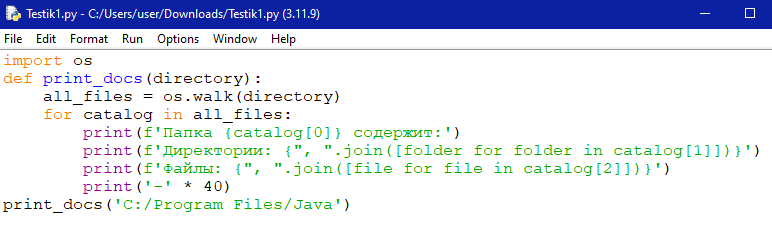 Testik1.py - C:/Users/user/Downloads/Testik1.py (3.11.9)
File Edit Format Run Options Window Help
import os
def print_docs(directory):
    all_files = os.walk(directory)
    for catalog in all_files:
        print(f'Папка {catalog[0]} содержит:')
        print(f'Директории: {", ".join([folder for folder in catalog[1]])}')
        print(f'Файлы: {", ".join([file for file in catalog[2]])}')
        print('-' * 40)
print_docs('C:/Program Files/Java')